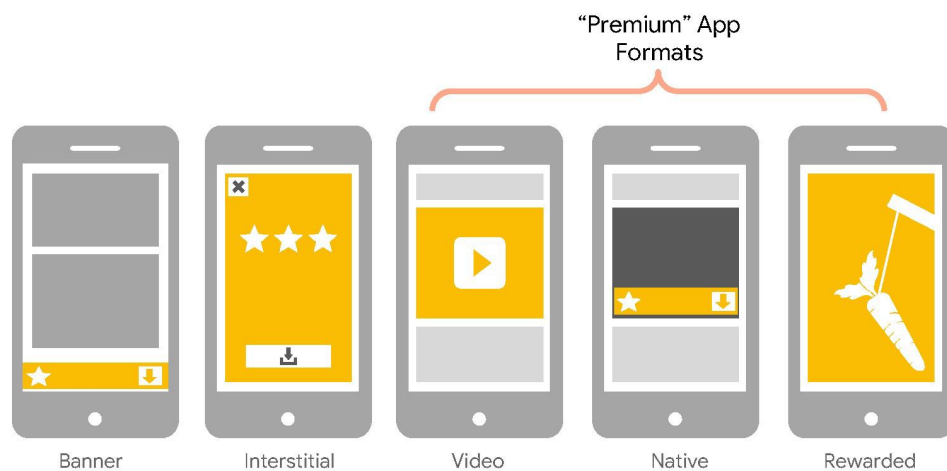 “Premium” App
Formats
Banner
Interstitial
Video
Native
Rewarded